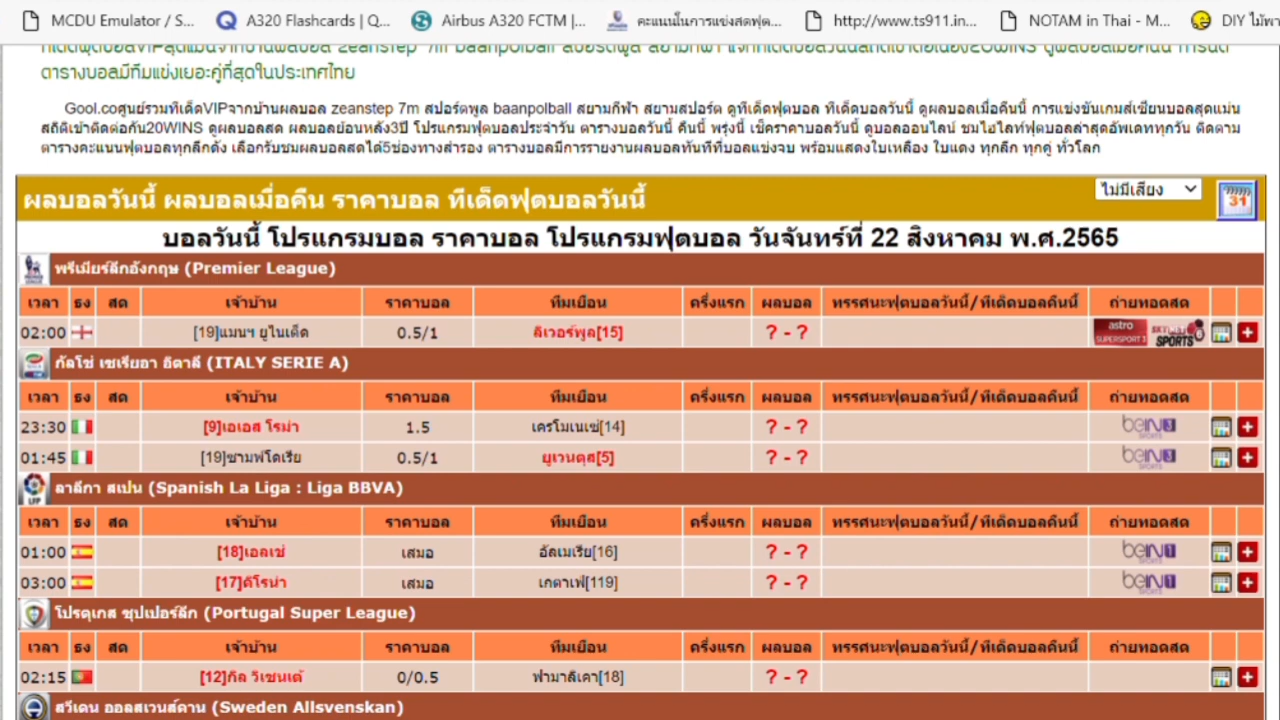 MCDU Emulator / S... A320 Flashcards | Q... Airbus A320 FCTM |... คะแนนในการแข่งสดฟุต... http://www.ts911.in... NOTAM in Thai - M... DIY ไม้พา
ตารางบอลมีทีมแข่งเยอะคู่ที่สุดในประเทศไทย
Gool.coศูนย์รวมทีเด็ดVIPจากบ้านผลบอล zeanstep 7m สปอร์ตพูล baanpolball สยามกีฬา สยามสปอร์ต ดูทีเด็ดฟุตบอล ทีเด็ดบอลวันนี้ ดูผลบอลเมื่อคืนนี้ การแข่งขันเกมส์เซียนบอลสุดแม่น
สถิติเข้าติดต่อกัน20WINS ดูผลบอลสด ผลบอลย้อนหลัง3ปี โปรแกรมฟุตบอลประจำวัน ตารางบอลวันนี้ คืนนี้ พรุ่งนี้ เช็คราคาบอลวันนี้ ดูบอลออนไลน์ ชมไฮไลท์ฟุตบอลล่าสุดอัพเดททุกวัน ติดตาม
ตารางคะแนนฟุตบอลทุกลีกดัง เลือกรับชมผลบอลสดได้5ช่องทางสำรอง ตารางบอลมีการรายงานผลบอลทันทีที่บอลแข่งจบ พร้อมแสดงใบเหลือง ใบแดง ทุกลีก ทุกคู่ ทั่วโลก
ผลบอลวันนี้ ผลบอลเมื่อคืน ราคาบอล ทีเด็ดฟุตบอลวันนี้ ไม่มีเสียง 31
บอลวันนี้ โปรแกรมบอล ราคาบอล โปรแกรมฟุตบอล วันจันทร์ที่ 22 สิงหาคม พ.ศ.2565
พรีเมียร์ลีกอังกฤษ (Premier League)
เวลา ธง สด เจ้าบ้าน ราคาบอล ทีมเยือน ครึ่งแรก ผลบอล ทรรศนะฟุตบอลวันนี้/ทีเด็ดบอลคืนนี้ ถ่ายทอดสด
02:00 [19]แมนฯ ยูไนเต็ด 0.5/1 ลิเวอร์พูล[15] ? - ? astro SUPERSPORT 3 SPORTS
กัลโช่ เซเรียอา อิตาลี (ITALY SERIE A)
เวลา ธง สด เจ้าบ้าน ราคาบอล ทีมเยือน ครึ่งแรก ผลบอล ทรรศนะฟุตบอลวันนี้/ทีเด็ดบอลคืนนี้ ถ่ายทอดสด
23:30 [9]เอเอส โรม่า 1.5 เครโมเนเซ่[14] ? - ? beIN SPORTS 3
01:45 [19]ซามพ์โดเรีย 0.5/1 ยูเวนตุส[5] ? - ? beIN SPORTS 3
ลาลีกา สเปน (Spanish La Liga : Liga BBVA)
เวลา ธง สด เจ้าบ้าน ราคาบอล ทีมเยือน ครึ่งแรก ผลบอล ทรรศนะฟุตบอลวันนี้/ทีเด็ดบอลคืนนี้ ถ่ายทอดสด
01:00 [18]เอลเช่ เสมอ อัลเมเรีย[16] ? - ? beIN SPORTS 1
03:00 [17]คิโรน่า เสมอ เกตาเฟ่[119] ? - ? beIN SPORTS 1
โปรตุเกส ซุปเปอร์ลีก (Portugal Super League)
เวลา ธง สด เจ้าบ้าน ราคาบอล ทีมเยือน ครึ่งแรก ผลบอล ทรรศนะฟุตบอลวันนี้/ทีเด็ดบอลคืนนี้ ถ่ายทอดสด
02:15 [12]กิล วิเซนเต้ 0/0.5 ฟามาลิเคา[18] ? - ?
สวีเดน ออลสเวนส์คาน (Sweden Allsvenskan)